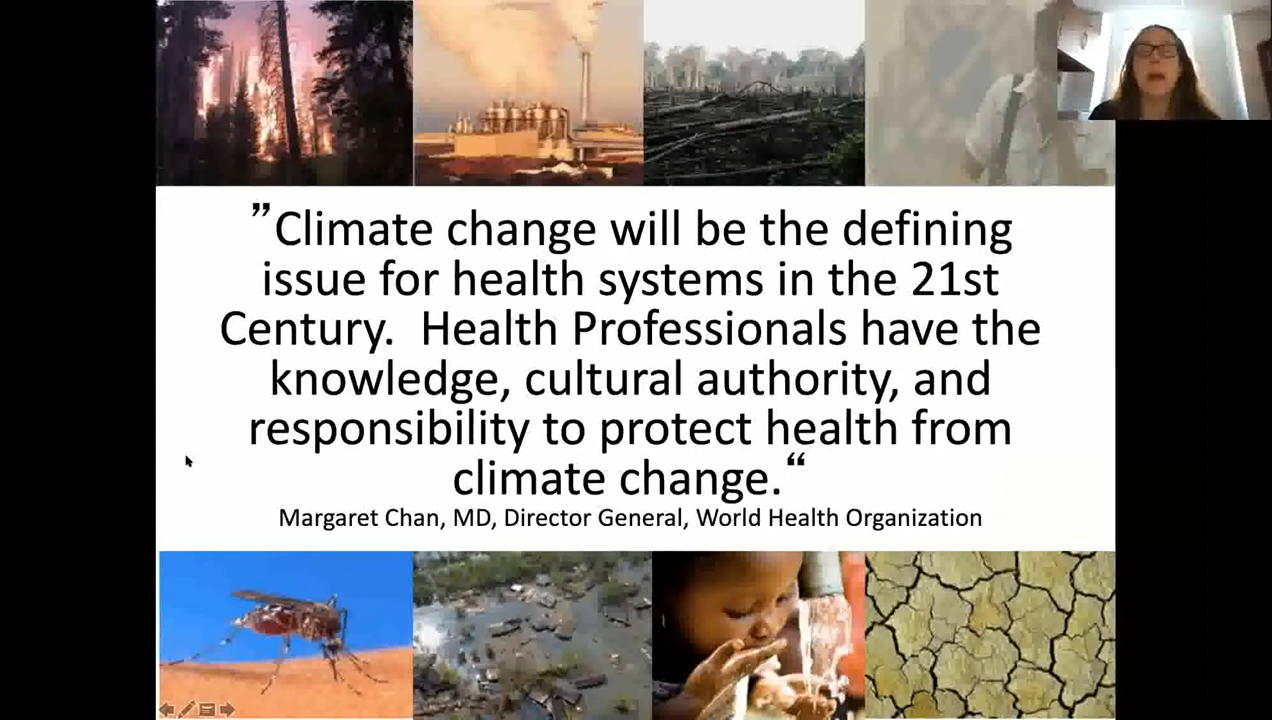 ”Climate change will be the defining
issue for health systems in the 21st
Century.  Health Professionals have the
knowledge, cultural authority, and
responsibility to protect health from
climate change.“
Margaret Chan, MD, Director General, World Health Organization